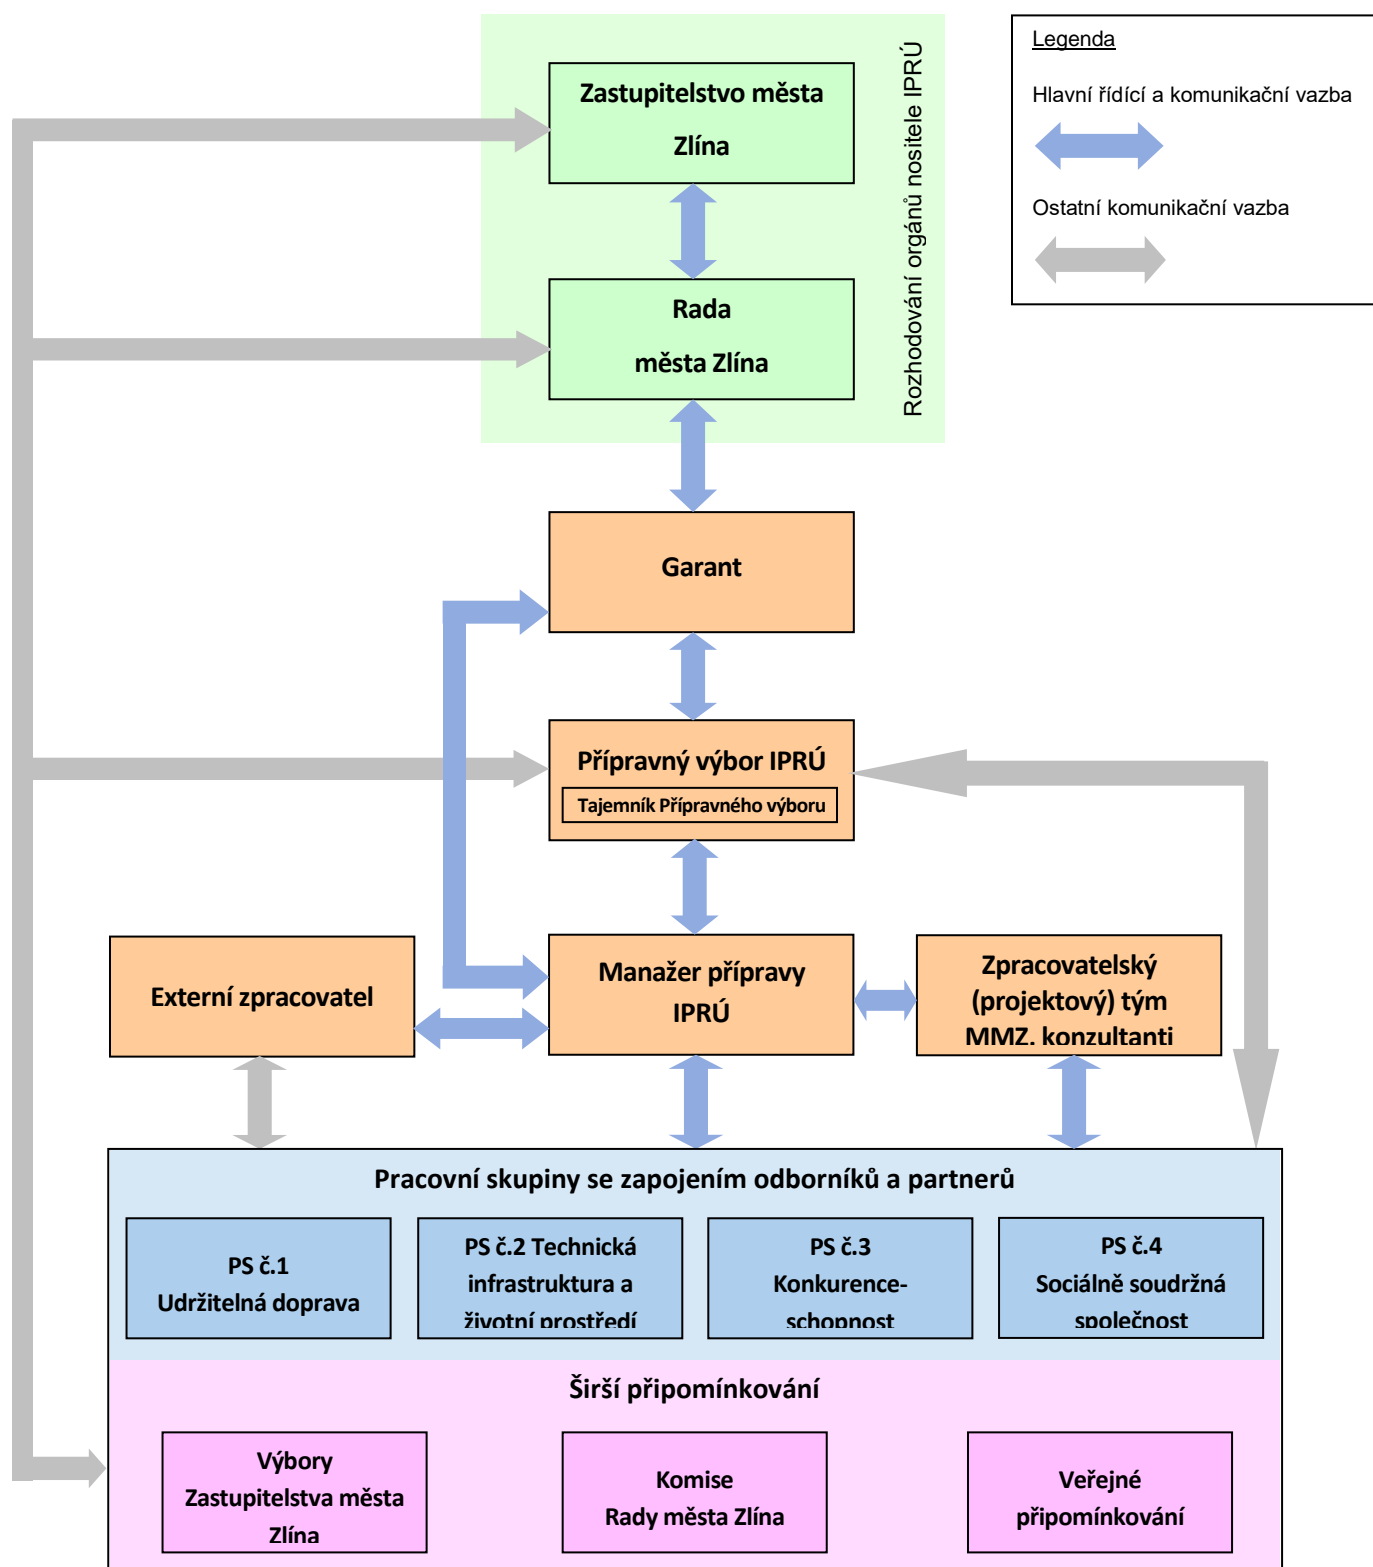 Zastupitelstvo města
Zlína
Rada
města Zlína
Rozhodování orgánů nositele IPRÚ
Legenda
Hlavní řídící a komunikační vazba
Ostatní komunikační vazba
Garant
Přípravný výbor IPRÚ
Tajemník Přípravného výboru
Externí zpracovatel
Manažer přípravy
IPRÚ
Zpracovatelský
(projektový) tým
MMZ, konzultanti
Pracovní skupiny se zapojením odborníků a partnerů
PS č.1
Udržitelná doprava
PS č.2 Technická
infrastruktura a
životní prostředí
PS č.3
Konkurence-
schopnost
PS č.4
Sociálně soudržná
společnost
Širší připomínkování
Výbory
Zastupitelstva města
Zlína
Komise
Rady města Zlína
Veřejné
připomínkování